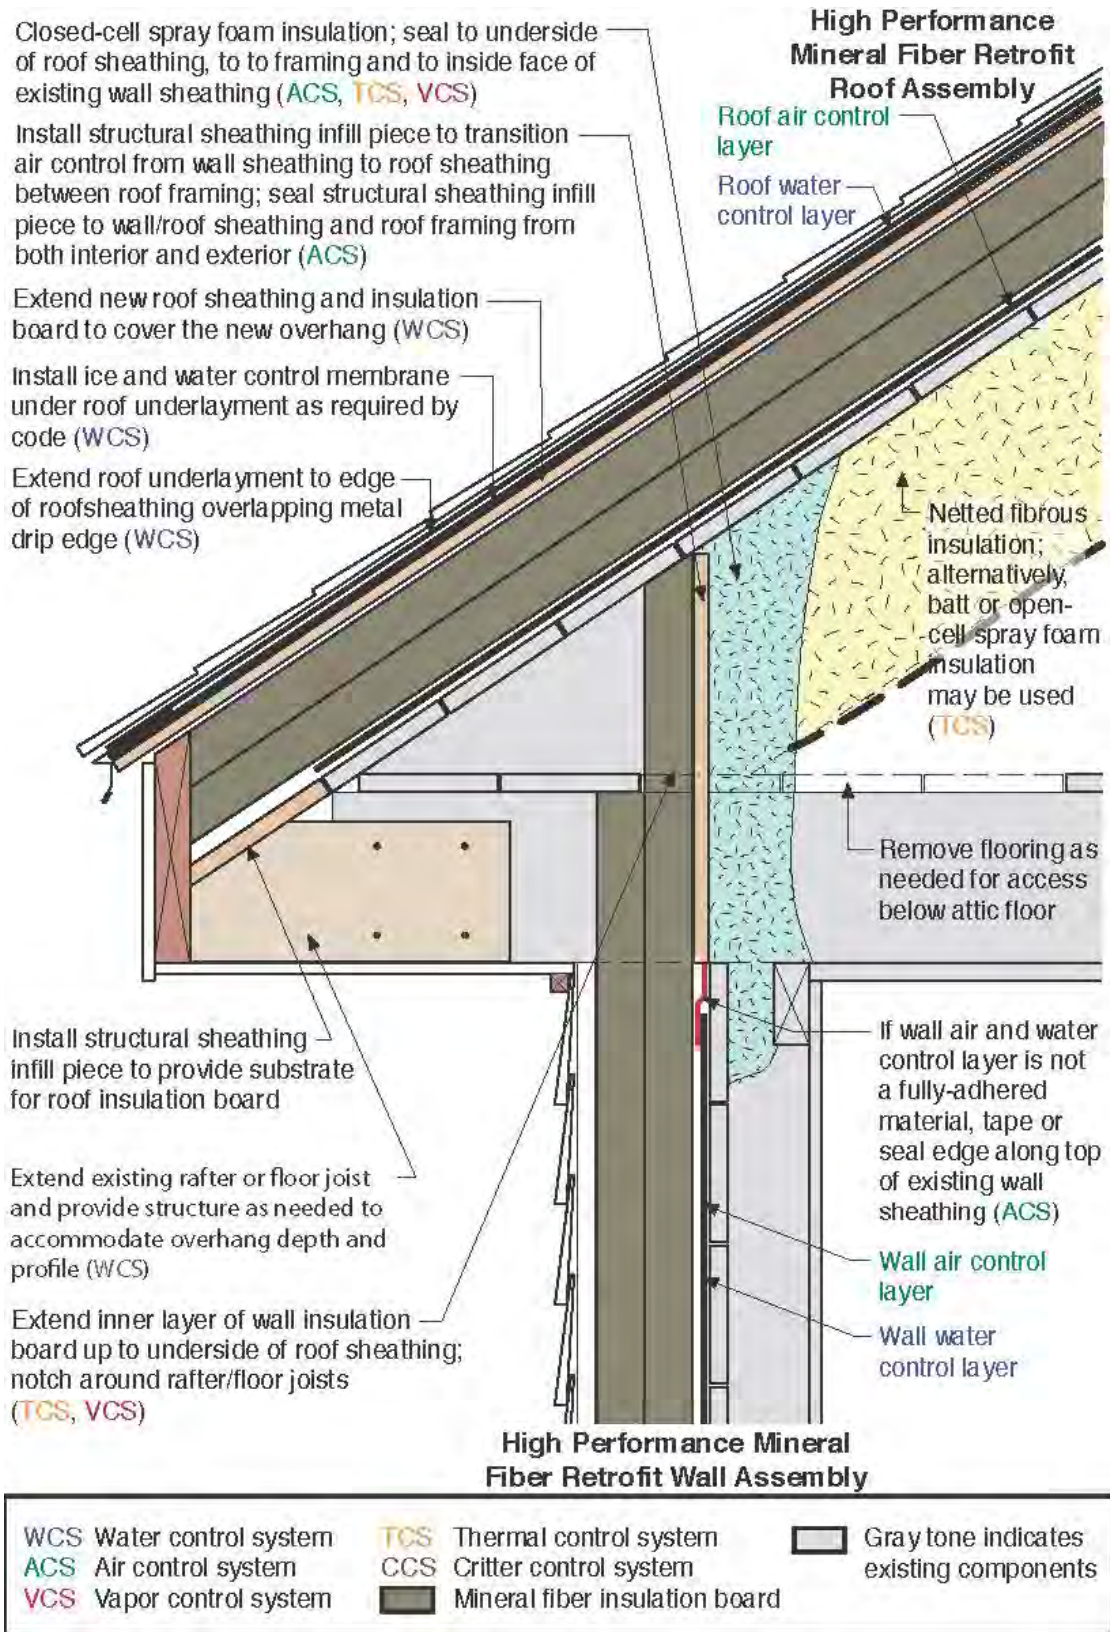 High Performance
Mineral Fiber Retrofit
Roof Assembly
Closed-cell spray foam insulation; seal to underside
of roof sheathing, to to framing and to inside face of
existing wall sheathing (ACS, TCS, VCS)
Install structural sheathing infill piece to transition
air control from wall sheathing to roof sheathing
between roof framing; seal structural sheathing infill
piece to wall/roof sheathing and roof framing from
both interior and exterior (ACS)
Extend new roof sheathing and insulation
board to cover the new overhang (WCS)
Install ice and water control membrane
under roof underlayment as required by
code (WCS)
Extend roof underlayment to edge
of roofsheathing overlapping metal
drip edge (WCS)
Roof air control
layer
Roof water
control layer
Netted fibrous
insulation;
alternatively,
batt or open-
cell spray foam
insulation
may be used
(TCS)
Remove flooring as
needed for access
below attic floor
Install structural sheathing
infill piece to provide substrate
for roof insulation board
Extend existing rafter or floor joist
and provide structure as needed to
accommodate overhang depth and
profile (WCS)
Extend inner layer of wall insulation
board up to underside of roof sheathing;
notch around rafter/floor joists
(TCS, VCS)
If wall air and water
control layer is not
a fully-adhered
material, tape or
seal edge along top
of existing wall
sheathing (ACS)
Wall air control
layer
Wall water
control layer
High Performance Mineral
Fiber Retrofit Wall Assembly
WCS Water control system
ACS Air control system
VCS Vapor control system
TCS Thermal control system
CCS Critter control system
Mineral fiber insulation board
Gray tone indicates
existing components